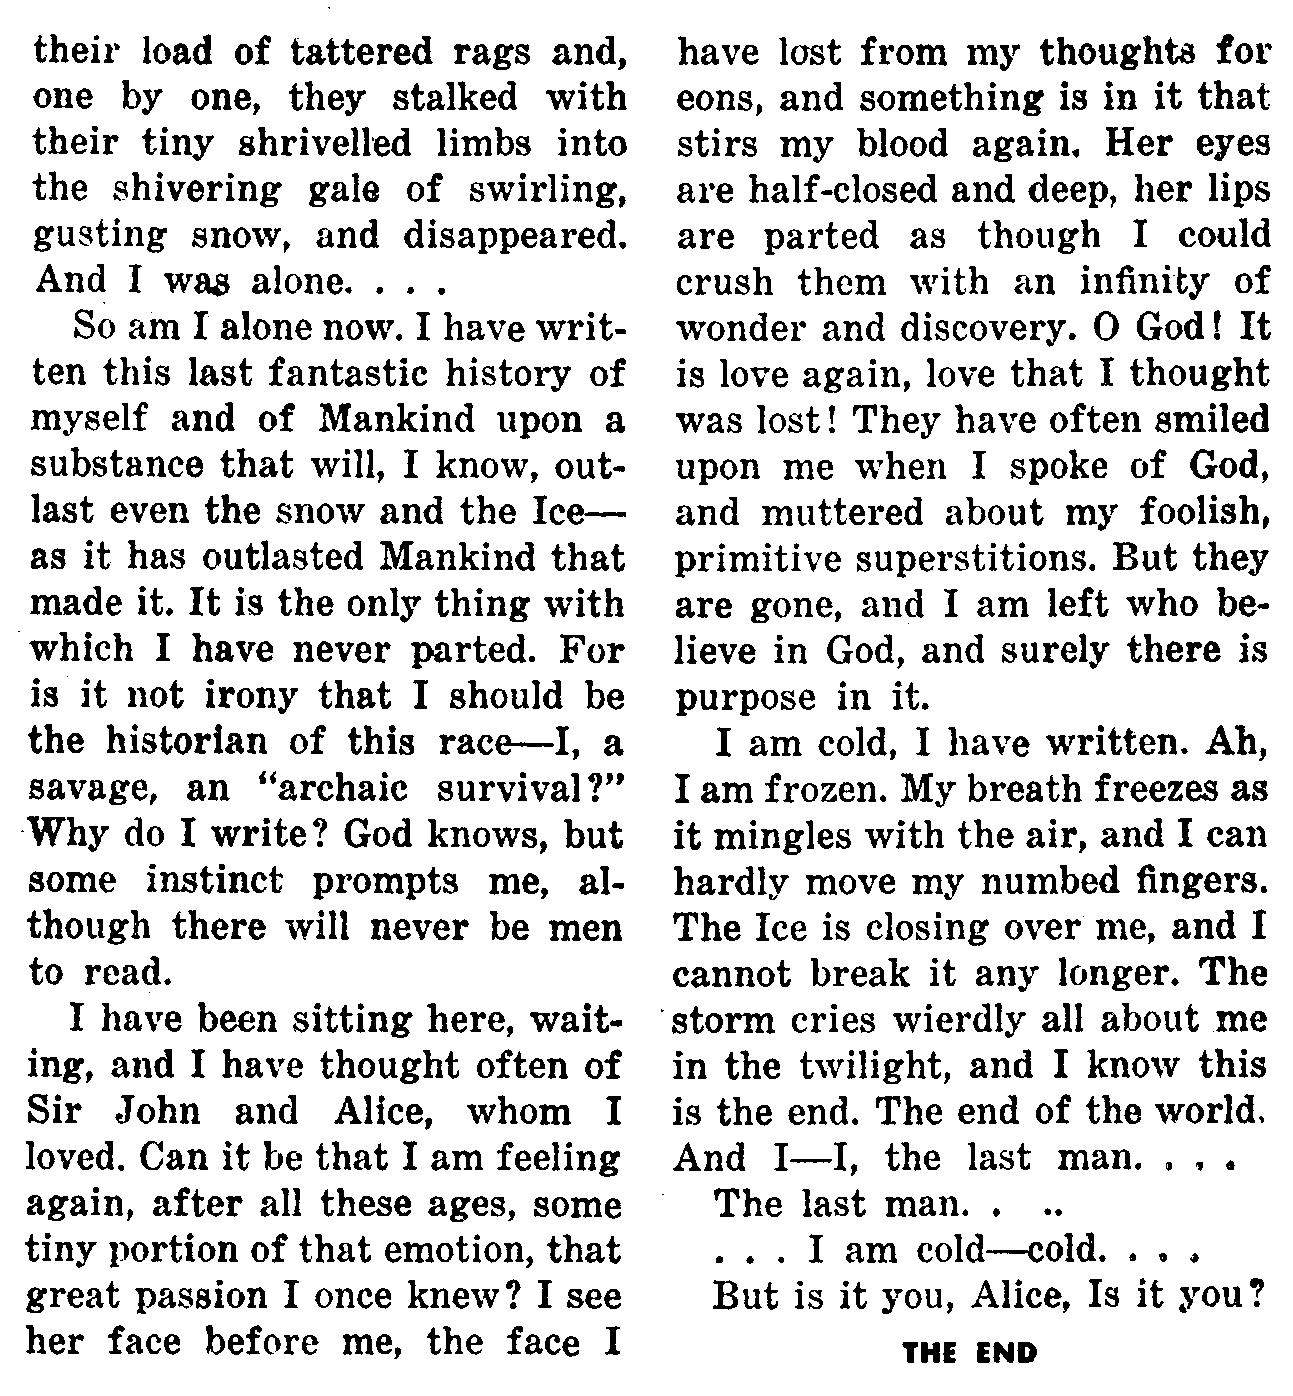 their load of tattered rags and,
one by one, they stalked with
their tiny shrivelled limbs into
the shivering gale of swirling,
gusting snow, and disappeared.
And I was alone. . . .
So am I alone now. I have writ-
ten this last fantastic history of
myself and of Mankind upon a
substance that will, I know, out-
last even the snow and the Ice—
as it has outlasted Mankind that
made it. It is the only thing with
which I have never parted. For
is it not irony that I should be
the historian of this race—I, a
savage, an “archaic survival?”
Why do I write? God knows, but
some instinct prompts me, al-
though there will never be men
to read.
I have been sitting here, wait-
ing, and I have thought often of
Sir John and Alice, whom I
loved. Can it be that I am feeling
again, after all these ages, some
tiny portion of that emotion, that
great passion I once knew? I see
her face before me, the face I
have lost from my thoughts for
eons, and something is in it that
stirs my blood again. Her eyes
are half-closed and deep, her lips
are parted as though I could
crush them with an infinity of
wonder and discovery. O God! It
is love again, love that I thought
was lost! They have often smiled
upon me when I spoke of God,
and muttered about my foolish,
primitive superstitions. But they
are gone, and I am left who be-
lieve in God, and surely there is
purpose in it.
I am cold, I have written. Ah,
I am frozen. My breath freezes as
it mingles with the air, and I can
hardly move my numbed fingers.
The Ice is closing over me, and I
cannot break it any longer. The
storm cries wierdly all about me
in the twilight, and I know this
is the end. The end of the world.
And I—I, the last man. . . .
The last man. . ..
. . . I am cold—cold. . . .
But is it you, Alice, Is it you?
THE END